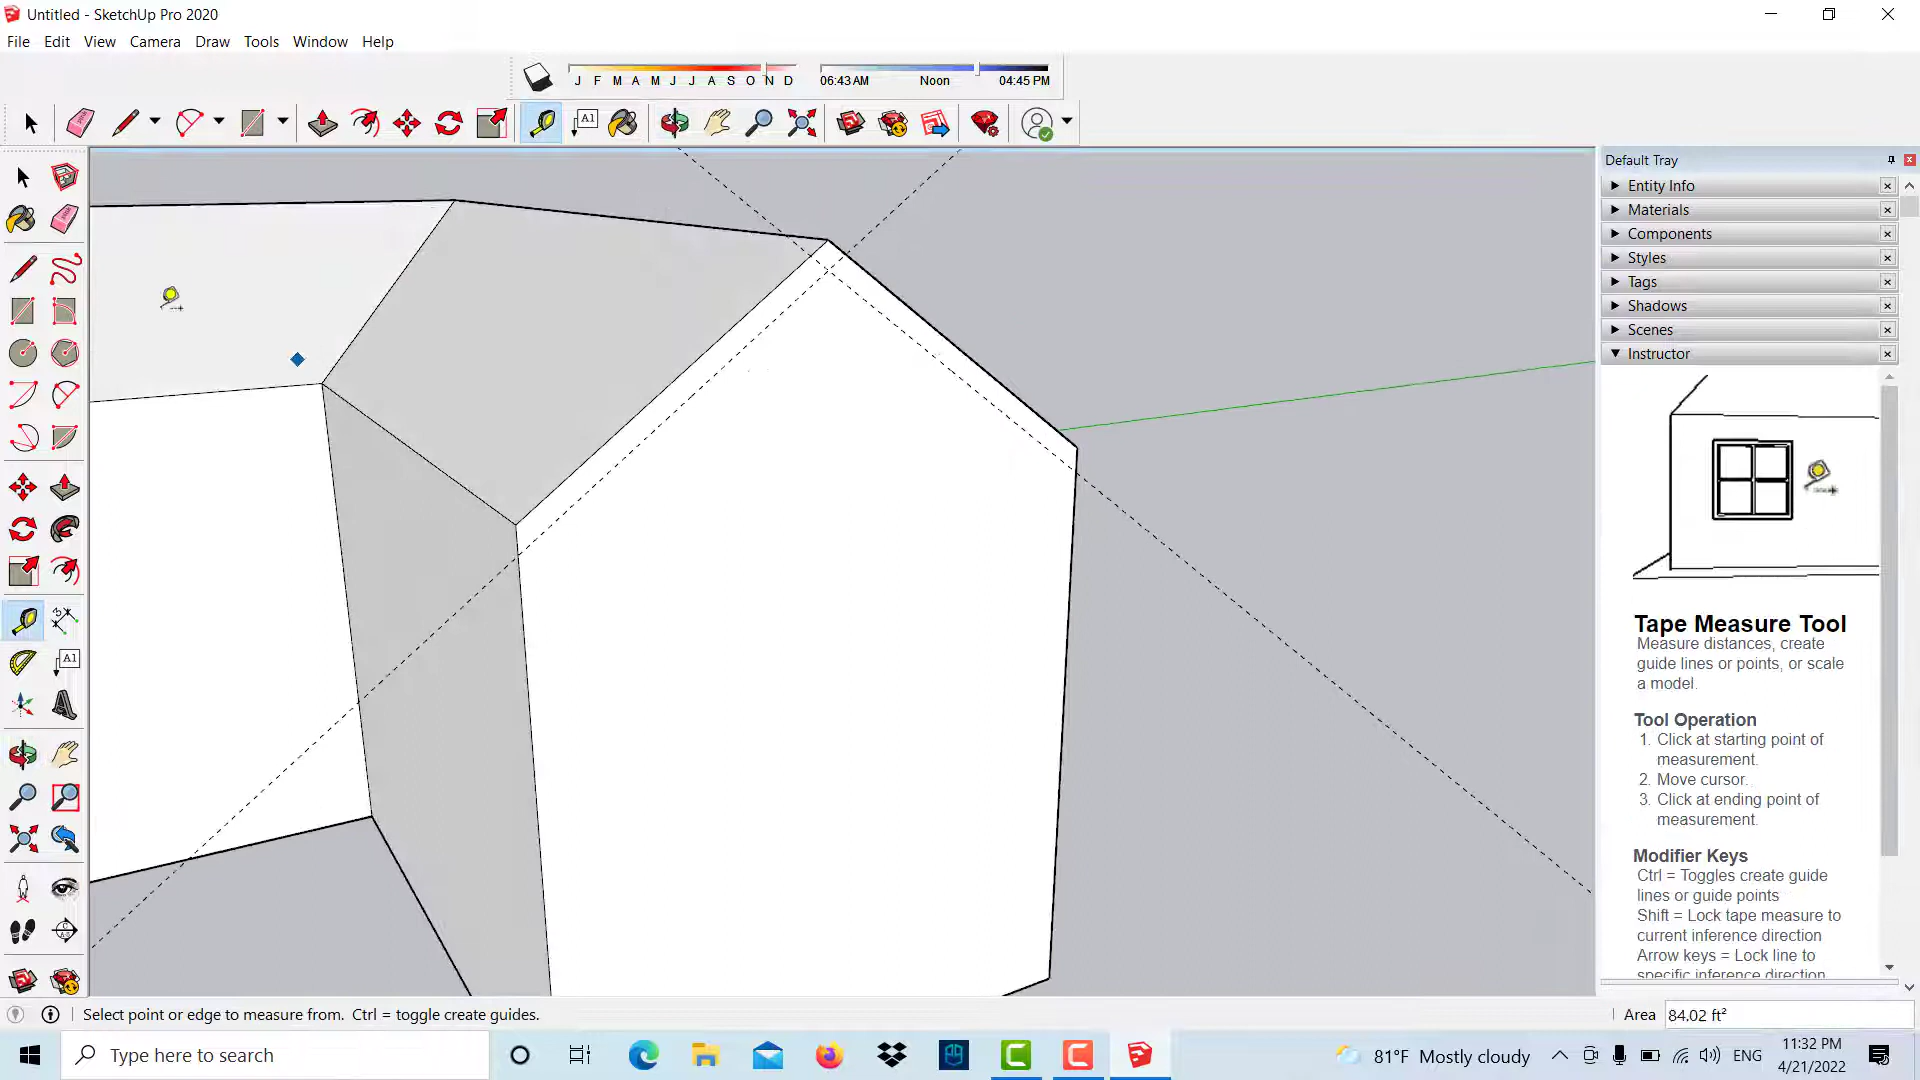 Untitled - SketchUp Pro 2020
File Edit View Camera Draw Tools Window Help
J F M A M J J A S O N D
06:43 AM Noon 04:45 PM
A1
Default Tray
Entity Info
Materials
Components
Styles
Tags
Shadows
Scenes
Instructor
Tape Measure Tool
Measure distances, create
guide lines or points, or scale
a model.
Tool Operation
1. Click at starting point of
measurement.
2. Move cursor.
3. Click at ending point of
measurement.
Modifier Keys
Ctrl = Toggles create guide
lines or guide points
Shift = Lock tape measure to
current inference direction
Arrow keys = Lock line to
specific inference direction
A1
Select point or edge to measure from. Ctrl = toggle create guides.
Area 84.02 ft²
Type here to search
81°F Mostly cloudy
ENG
11:32 PM
4/21/2022